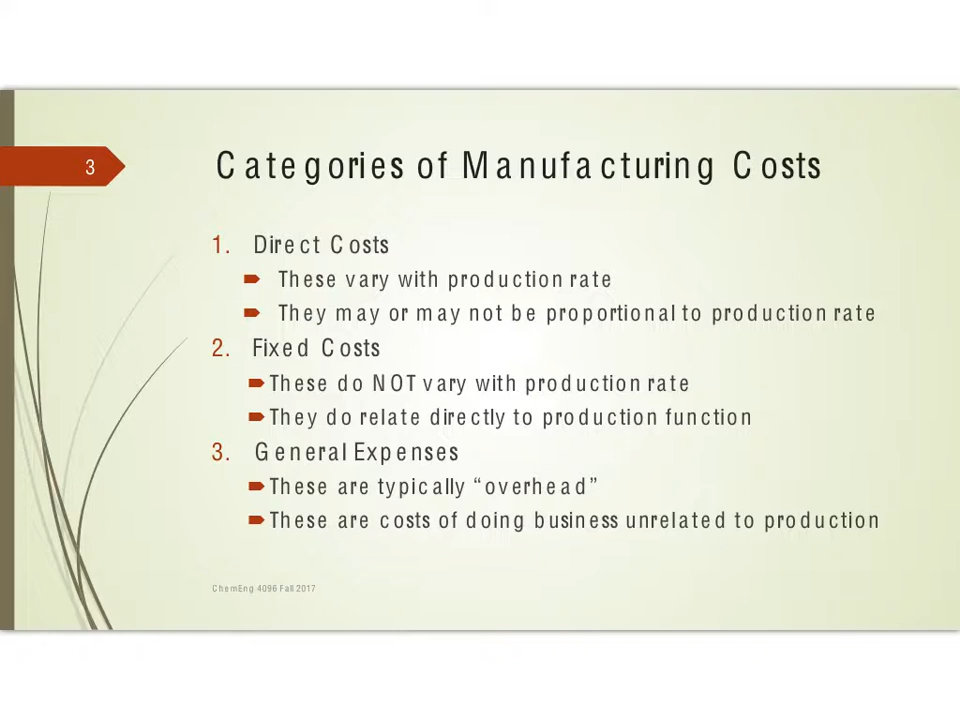 3
Categories of Manufacturing Costs
1. Direct Costs
These vary with production rate
They may or may not be proportional to production rate
2. Fixed Costs
These do NOT vary with production rate
They do relate directly to production function
3. General Expenses
These are typically “overhead”
These are costs of doing business unrelated to production
ChemEng 4096 Fall 2017